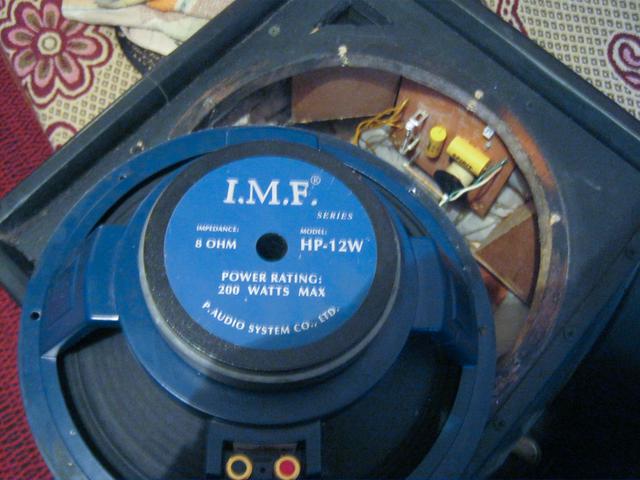 I.M.F.®
SERIES
IMPEDANCE: MODEL:
8 OHM HP-12W
POWER RATING:
200 WATTS MAX
P.AUDIO SYSTEM CO., LTD.